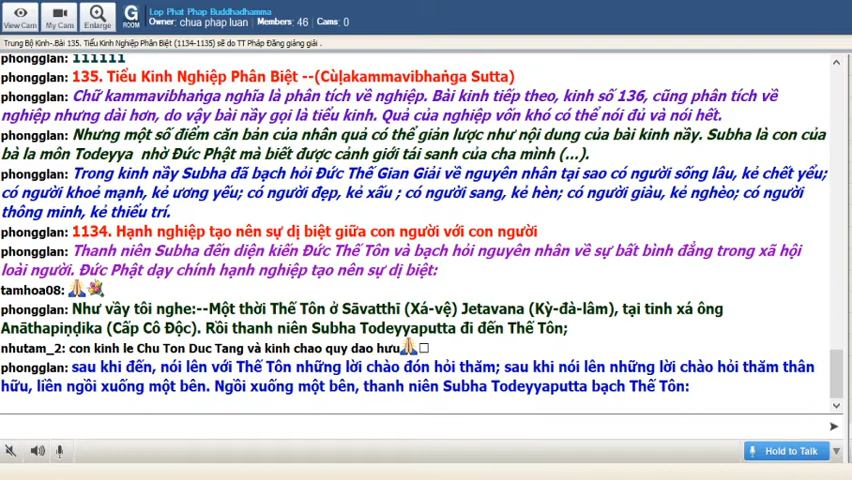 View Cam
My Cam
Enlarge
G
ROOM
Lop Phat Phap Buddhadhamma
Owner: chua phap luan / Members: 46 / Cams: 0
Trung Bộ Kinh-.Bài 135. Tiểu Kinh Nghiệp Phân Biệt (1134-1135) sẽ do TT Pháp Đăng giảng giải .
phongglan: 111111
phongglan: 135. Tiểu Kinh Nghiệp Phân Biệt --(Cùḷakammavibhaṅga Sutta)
phongglan: Chữ kammavibhaṅga nghĩa là phân tích về nghiệp. Bài kinh tiếp theo, kinh số 136, cũng phân tích về
nghiệp nhưng dài hơn, do vậy bài nầy gọi là tiểu kinh. Quả của nghiệp vốn khó có thể nói đủ và nói hết.
phongglan: Nhưng một số điểm căn bản của nhân quả có thể giản lược như nội dung của bài kinh nầy. Subha là con của
bà la môn Todeyya nhờ Đức Phật mà biết được cảnh giới tái sanh của cha mình (...).
phongglan: Trong kinh nầy Subha đã bạch hỏi Đức Thế Gian Giải về nguyên nhân tại sao có người sống lâu, kẻ chết yểu;
có người khoẻ mạnh, kẻ ương yếu; có người đẹp, kẻ xấu ; có người sang, kẻ hèn; có người giàu, kẻ nghèo; có người
thông minh, kẻ thiểu trí.
phongglan: 1134. Hạnh nghiệp tạo nên sự dị biệt giữa con người với con người
phongglan: Thanh niên Subha đến diện kiến Đức Thế Tôn và bạch hỏi nguyên nhân về sự bất bình đẳng trong xã hội
loài người. Đức Phật dạy chính hạnh nghiệp tạo nên sự dị biệt:
tamhoa08:
phongglan: Như vầy tôi nghe:--Một thời Thế Tôn ở Sāvatthī (Xá-vệ) Jetavana (Kỳ-đà-lâm), tại tinh xá ông
Anāthapiṇḍika (Cấp Cô Độc). Rồi thanh niên Subha Todeyyaputta đi đến Thế Tôn;
nhutam_2: con kinh le Chu Ton Duc Tang và kinh chao quy dao hưu
phongglan: sau khi đến, nói lên với Thế Tôn những lời chào đón hỏi thăm; sau khi nói lên những lời chào hỏi thăm thân
hữu, liền ngồi xuống một bên. Ngồi xuống một bên, thanh niên Subha Todeyyaputta bạch Thế Tôn:
Hold to Talk